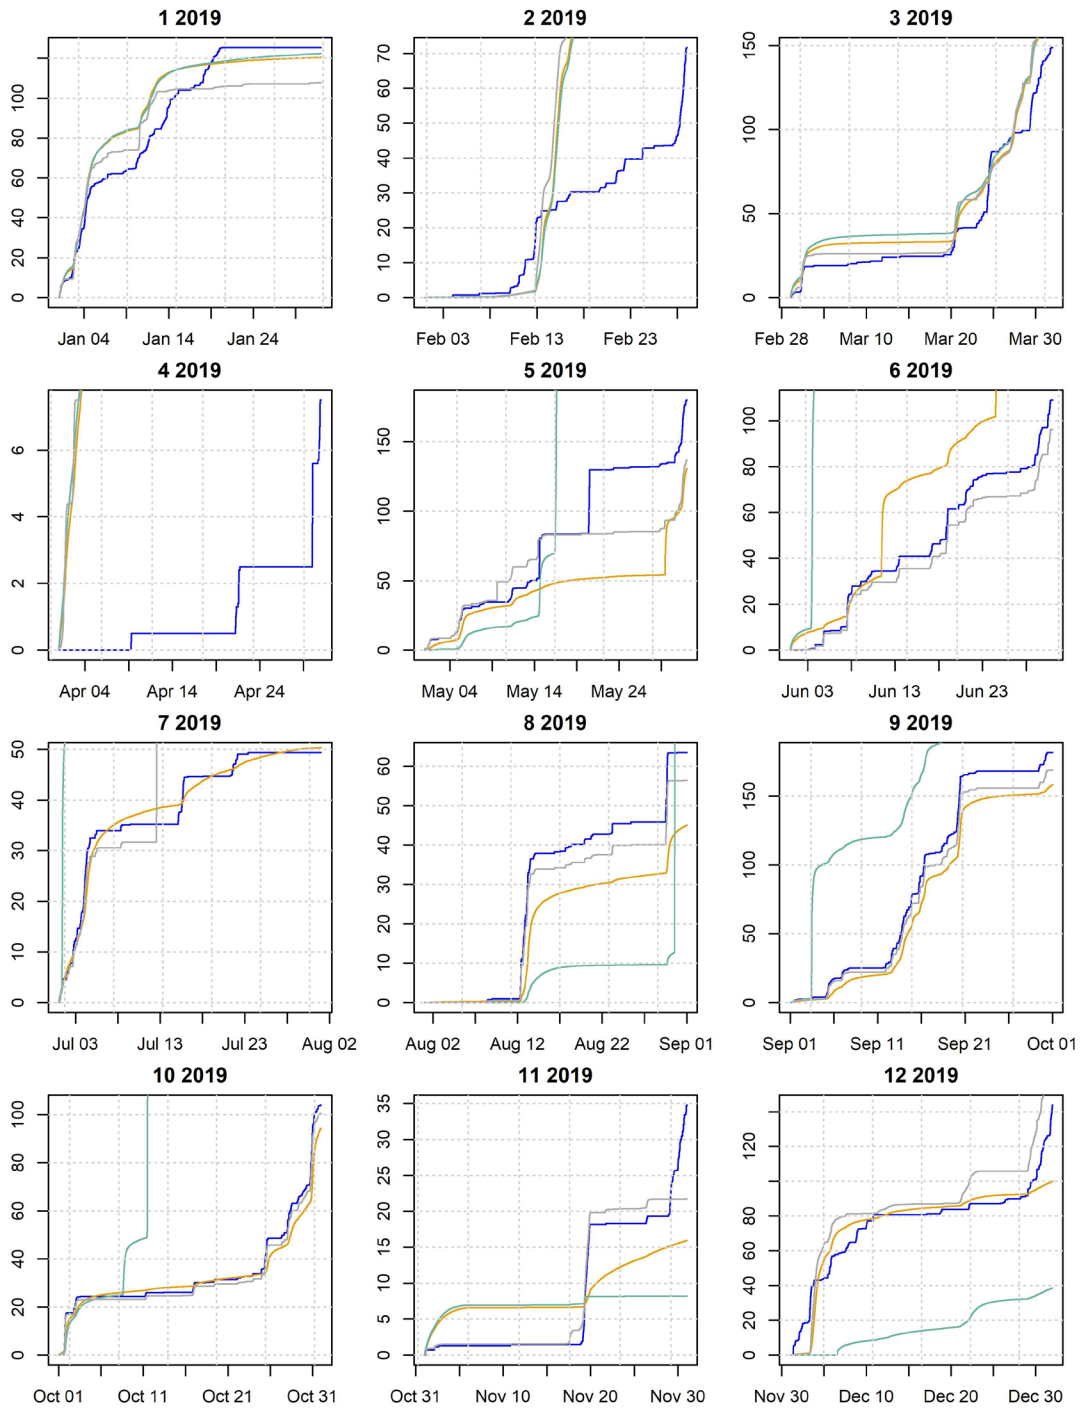 1 2019
2 2019
3 2019
0 20 40 60 80 100
0 10 20 30 40 50 60 70
0 50 100 150
Jan 04 Jan 14 Jan 24
Feb 03 Feb 13 Feb 23
Feb 28 Mar 10 Mar 20 Mar 30
4 2019
5 2019
6 2019
0 2 4 6
0 50 100 150
0 20 40 60 80 100
Apr 04 Apr 14 Apr 24
May 04 May 14 May 24
Jun 03 Jun 13 Jun 23
7 2019
8 2019
9 2019
0 10 20 30 40 50
0 10 20 30 40 50 60
0 50 100 150
Jul 03 Jul 13 Jul 23 Aug 02
Aug 02 Aug 12 Aug 22 Sep 01
Sep 01 Sep 11 Sep 21 Oct 01
10 2019
11 2019
12 2019
0 20 40 60 80 100
0 5 10 15 20 25 30 35
0 20 40 60 80 120
Oct 01 Oct 11 Oct 21 Oct 31
Oct 31 Nov 10 Nov 20 Nov 30
Nov 30 Dec 10 Dec 20 Dec 30